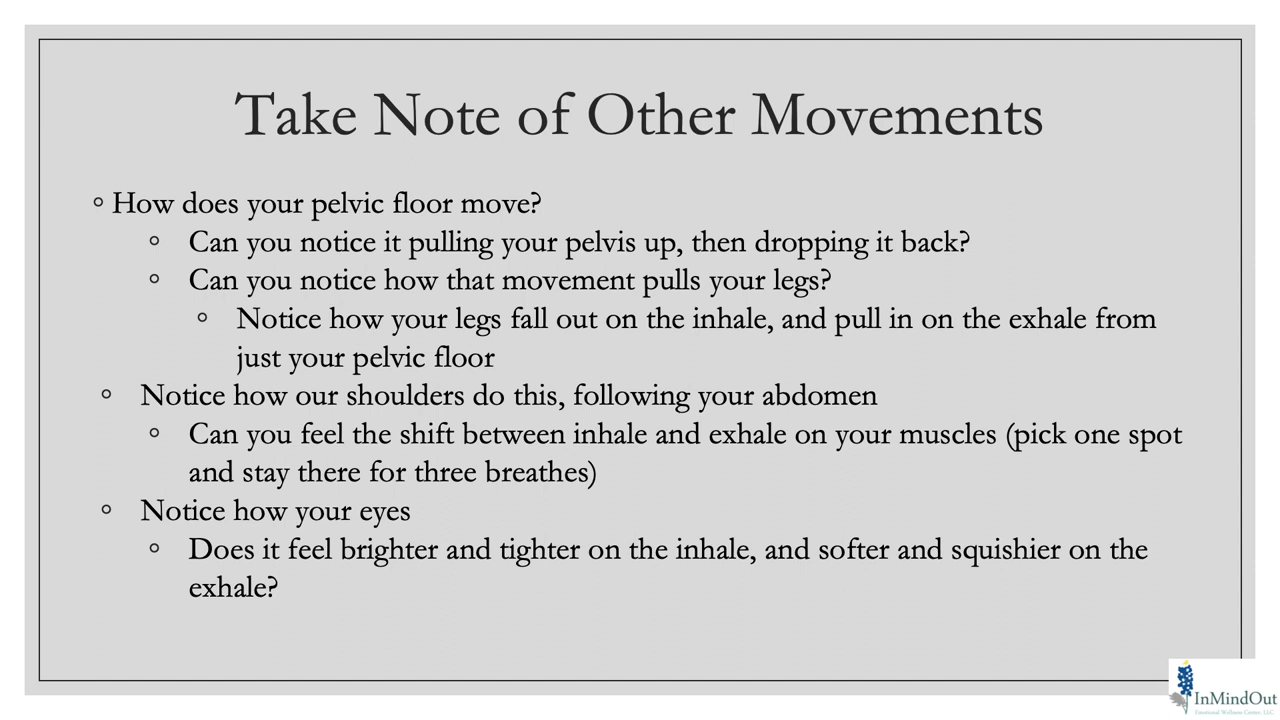 Take Note of Other Movements
◦ How does your pelvic floor move?
◦ Can you notice it pulling your pelvis up, then dropping it back?
◦ Can you notice how that movement pulls your legs?
◦ Notice how your legs fall out on the inhale, and pull in on the exhale from
just your pelvic floor
◦ Notice how our shoulders do this, following your abdomen
◦ Can you feel the shift between inhale and exhale on your muscles (pick one spot
and stay there for three breathes)
◦ Notice how your eyes
◦ Does it feel brighter and tighter on the inhale, and softer and squishier on the
exhale?
InMindOut
Emotional Wellness Center, LLC.